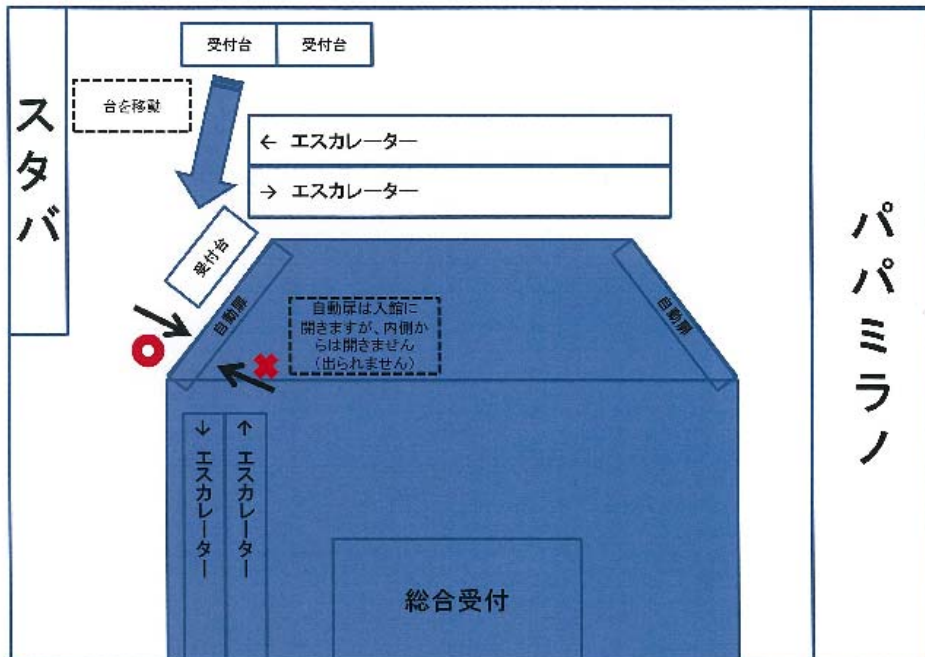 受付台
受付台
台を移動
スタバ
← エスカレーター
→ エスカレーター
パパミラノ
受付台
自動扉
自動扉は入館に
開きますが、内側か
らは開きません
（出られません）
自動扉
↓ エスカレーター
↑ エスカレーター
総合受付